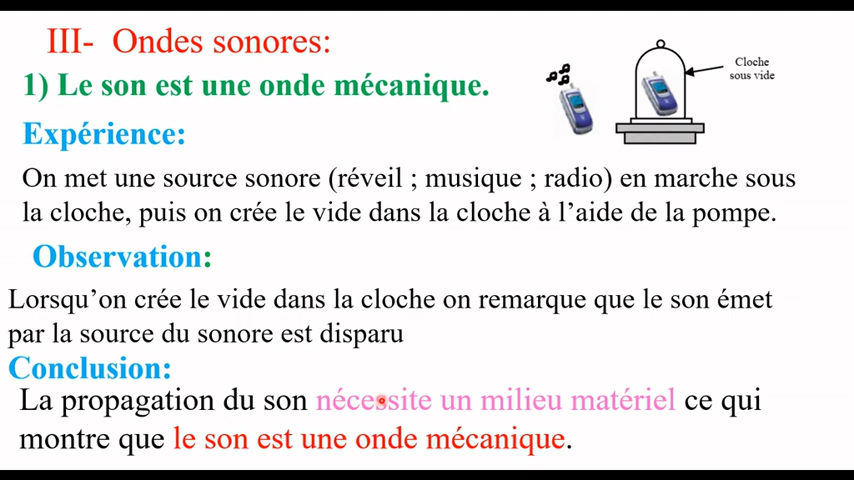 III- Ondes sonores:
1) Le son est une onde mécanique.
Cloche
sous vide
Expérience:
On met une source sonore (réveil ; musique ; radio) en marche sous
la cloche, puis on crée le vide dans la cloche à l’aide de la pompe.
Observation:
Lorsqu’on crée le vide dans la cloche on remarque que le son émet
par la source du sonore est disparu
Conclusion:
La propagation du son nécessite un milieu matériel ce qui
montre que le son est une onde mécanique.